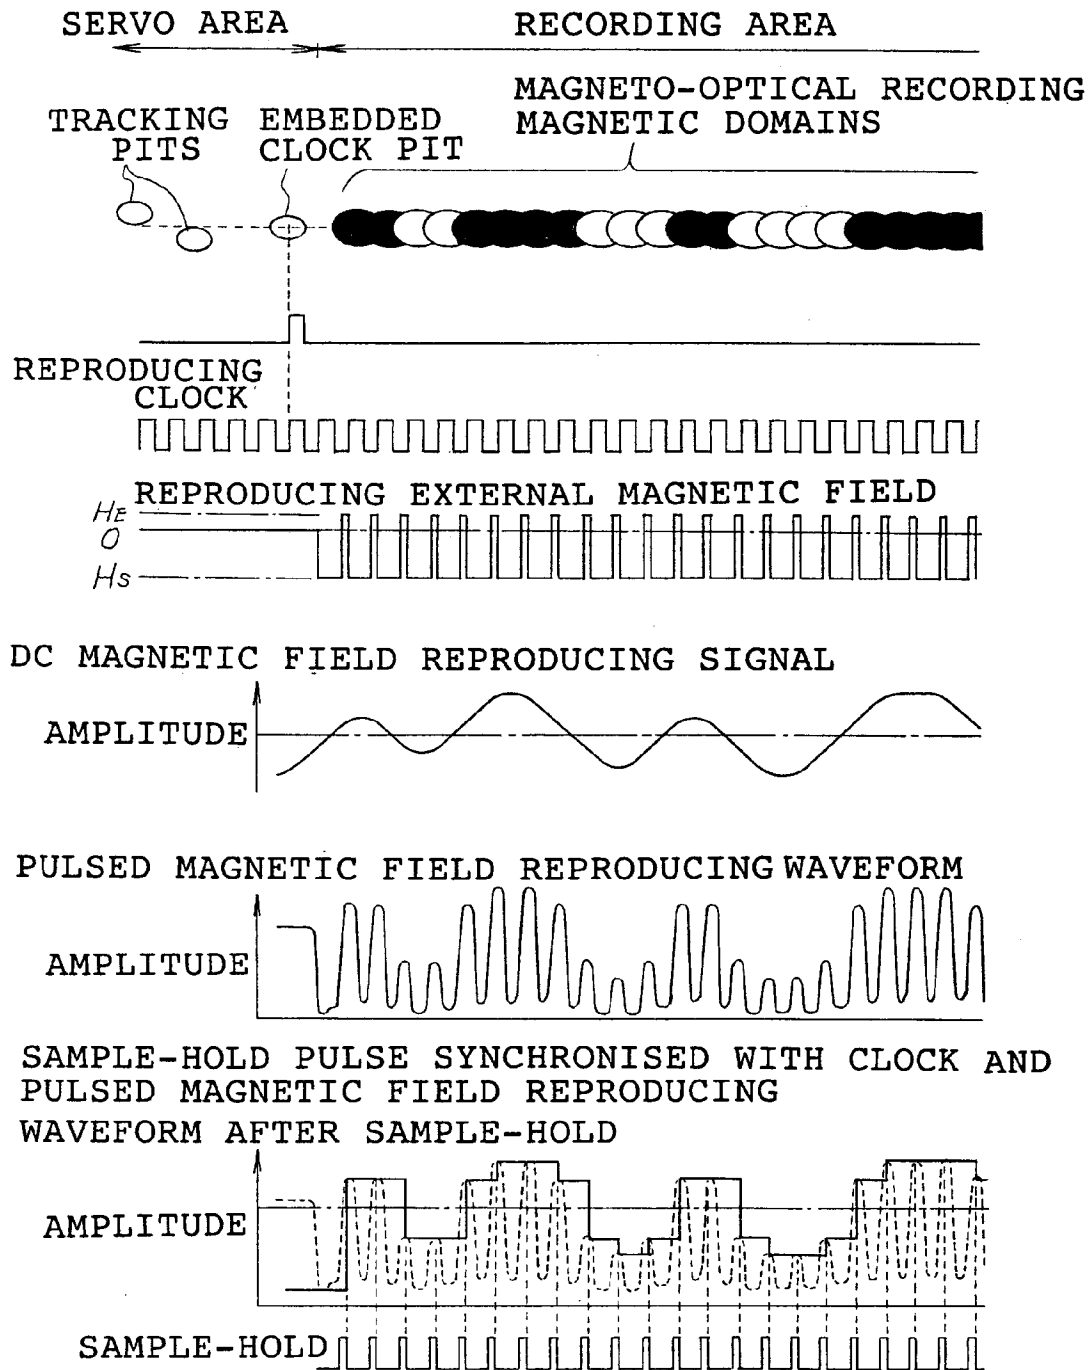 SERVO AREA RECORDING AREA
MAGNETO-OPTICAL RECORDING
MAGNETIC DOMAINS
TRACKING EMBEDDED
PITS CLOCK PIT
REPRODUCING
CLOCK
REPRODUCING EXTERNAL MAGNETIC FIELD
HE
O
HS
DC MAGNETIC FIELD REPRODUCING SIGNAL
AMPLITUDE
PULSED MAGNETIC FIELD REPRODUCING WAVEFORM
AMPLITUDE
SAMPLE-HOLD PULSE SYNCHRONISED WITH CLOCK AND
PULSED MAGNETIC FIELD REPRODUCING
WAVEFORM AFTER SAMPLE-HOLD
AMPLITUDE
SAMPLE-HOLD